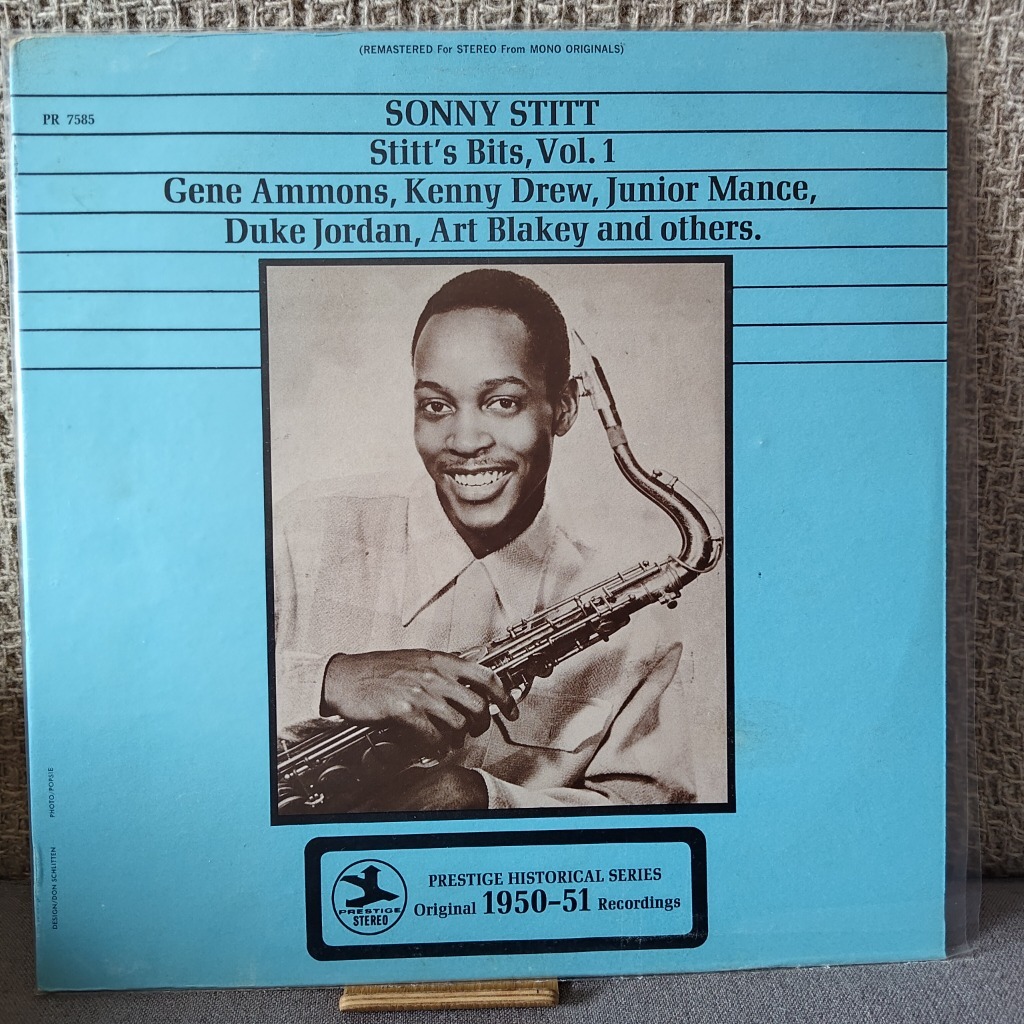 (REMASTERED For STEREO From MONO ORIGINALS)
PR 7585
SONNY STITT
Stitt's Bits, Vol. 1
Gene Ammons, Kenny Drew, Junior Mance,
Duke Jordan, Art Blakey and others.
PHOTO/POPSIE
DESIGN/DON SCHLITTEN
PRESTIGE
STEREO
PRESTIGE HISTORICAL SERIES
Original 1950-51 Recordings